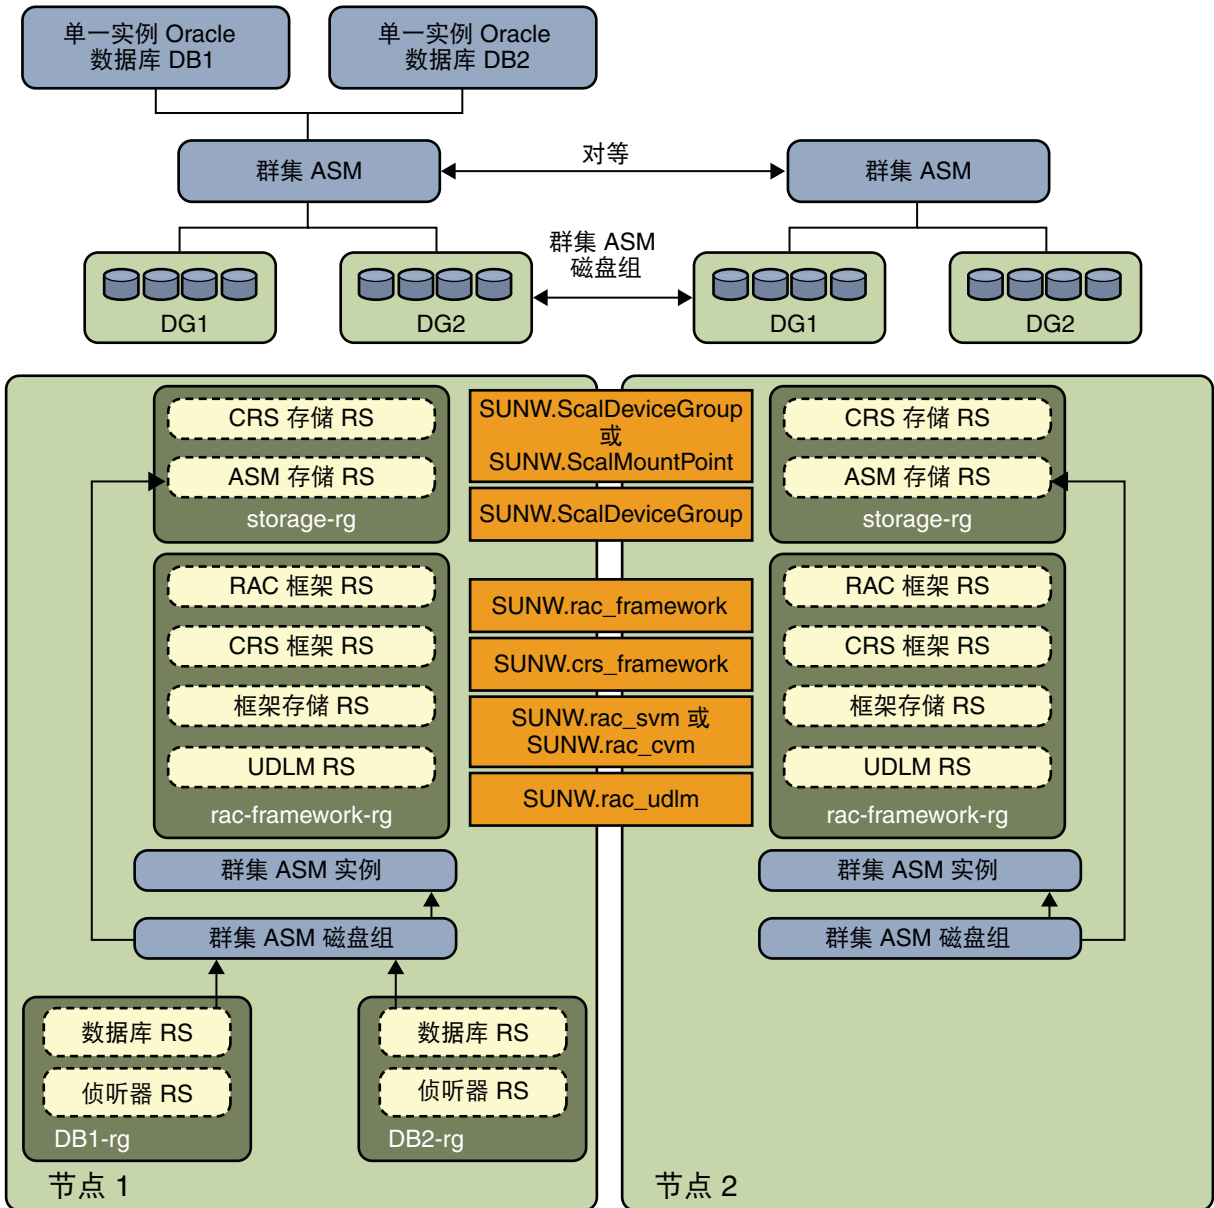 单一实例 Oracle
数据库 DB1
单一实例 Oracle
数据库 DB2
群集 ASM
对等
群集 ASM
群集 ASM
磁盘组
DG1
DG2
DG1
DG2
CRS 存储 RS
ASM 存储 RS
storage-rg
SUNW.ScalDeviceGroup
或
SUNW.ScalMountPoint
SUNW.ScalDeviceGroup
CRS 存储 RS
ASM 存储 RS
storage-rg
RAC 框架 RS
CRS 框架 RS
框架存储 RS
UDLM RS
rac-framework-rg
SUNW.rac_framework
SUNW.crs_framework
SUNW.rac_svm 或
SUNW.rac_cvm
SUNW.rac_udlm
RAC 框架 RS
CRS 框架 RS
框架存储 RS
UDLM RS
rac-framework-rg
群集 ASM 实例
群集 ASM 磁盘组
群集 ASM 实例
群集 ASM 磁盘组
数据库 RS
侦听器 RS
DB1-rg
数据库 RS
侦听器 RS
DB2-rg
节点 1
节点 2